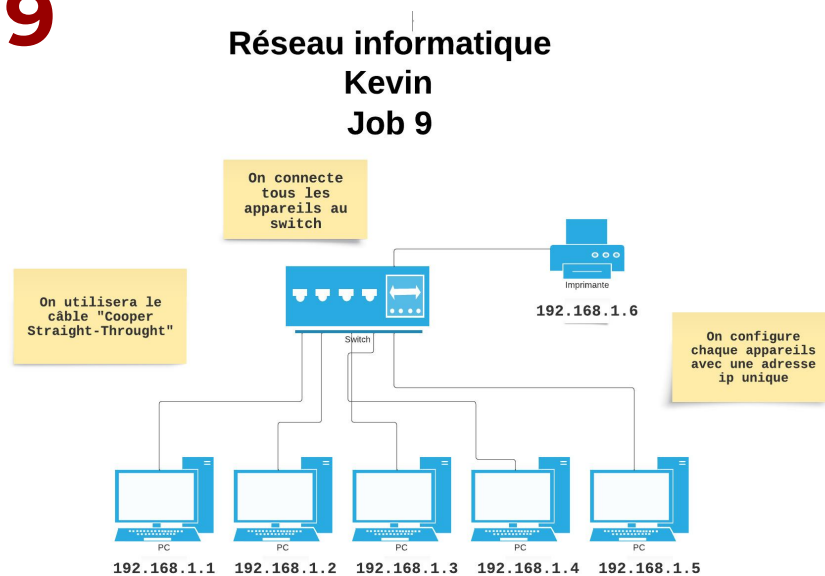 9
Réseau informatique
Kevin
Job 9
On connecte
tous les
appareils au
switch
Imprimante
192.168.1.6
On utilisera le
câble "Cooper
Straight-Throught"
Switch
On configure
chaque appareils
avec une adresse
ip unique
PC
PC
PC
PC
PC
192.168.1.1
192.168.1.2
192.168.1.3
192.168.1.4
192.168.1.5